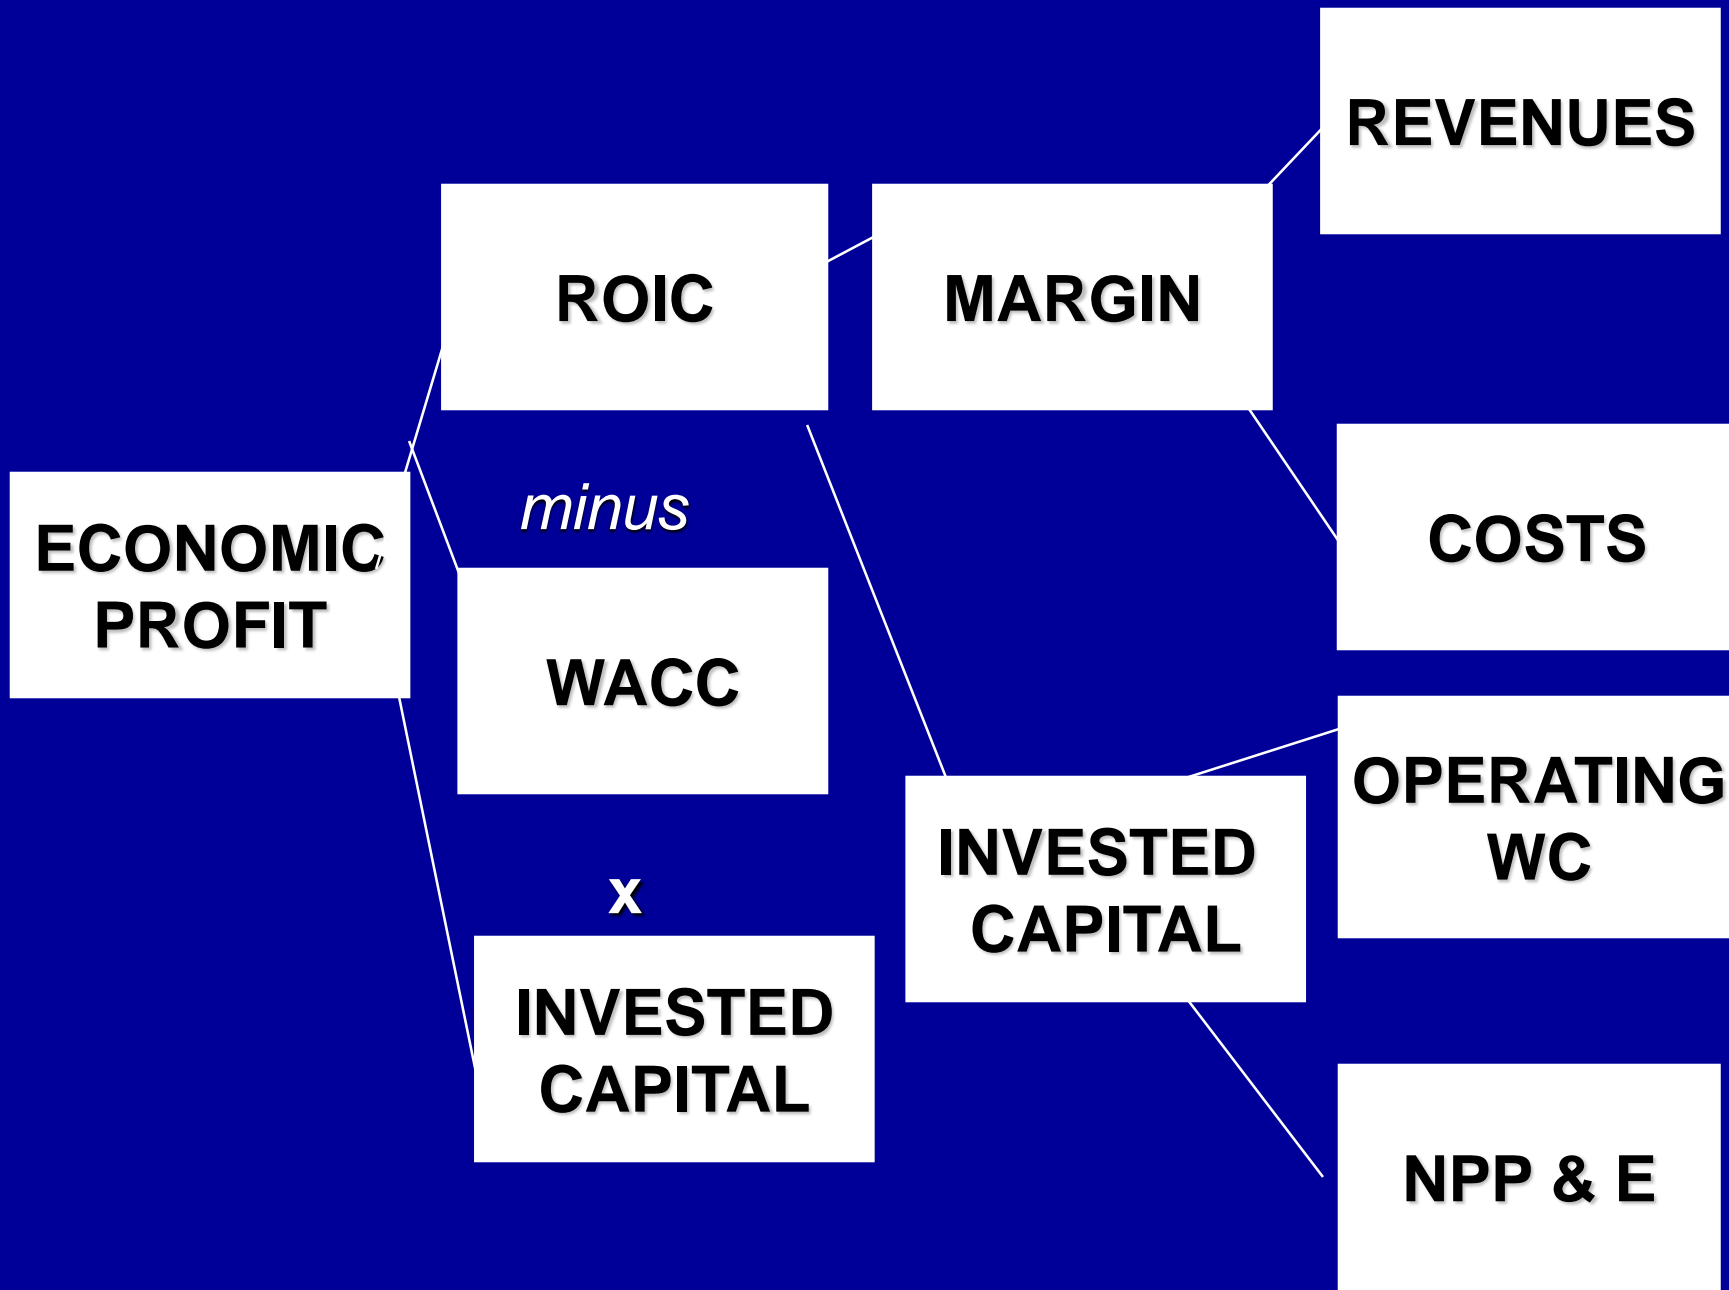 REVENUES
ROIC
MARGIN
minus
COSTS
ECONOMIC
PROFIT
WACC
OPERATING
WC
INVESTED
CAPITAL
x
INVESTED
CAPITAL
NPP & E